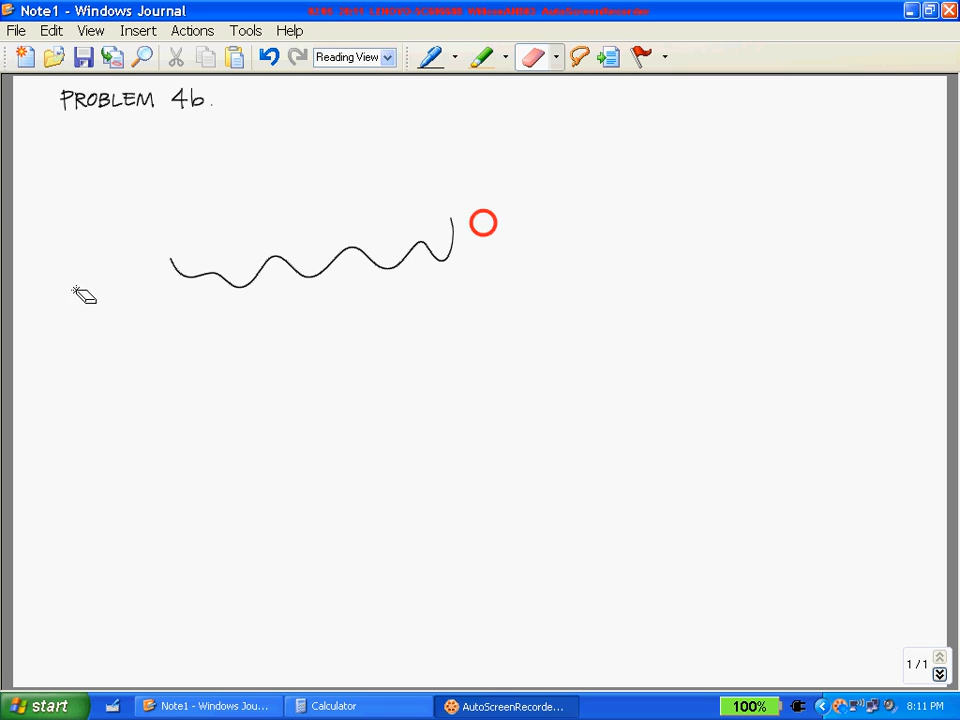 Note1 - Windows Journal
File Edit View Insert Actions Tools Help
Reading View
PROBLEM 4b.
1 / 1
start
Note1 - Windows Jou...
Calculator
AutoScreenRecorde...
100%
8:11 PM